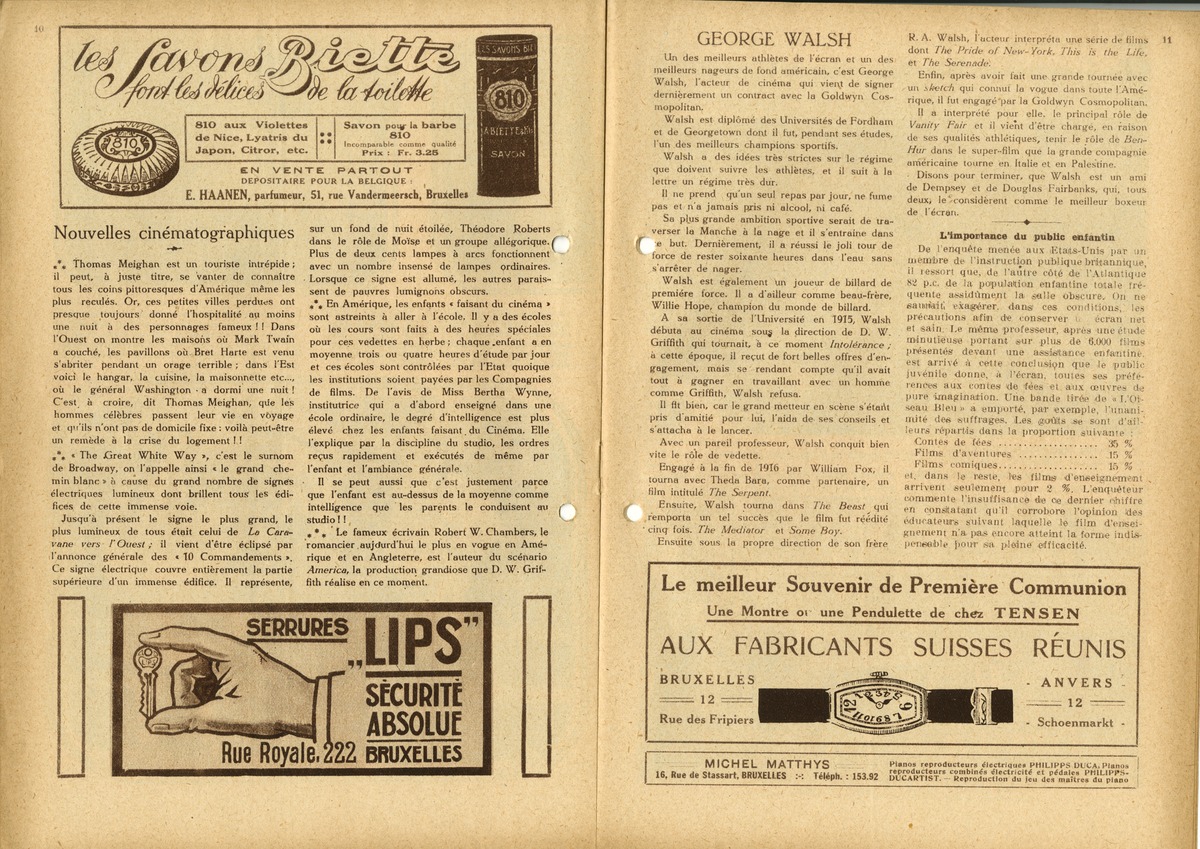 10
les Savons Biette
font les délices de la toilette
LES SAVONS BIETTE
810
A. BIETTE & Fils
SAVON
810
810 aux Violettes
de Nice, Lyatris du
Japon, Citror, etc.
Savon pour la barbe
810
Incomparable comme qualité
Prix : Fr. 3.25
EN VENTE PARTOUT
DEPOSITAIRE POUR LA BELGIQUE :
E. HAANEN, parfumeur, 51, rue Vandermeersch, Bruxelles
Nouvelles cinématographiques
⁂ Thomas Meighan est un touriste intrépide ;
il peut, à juste titre, se vanter de connaître
tous les coins pittoresques d'Amérique même les
plus reculés. Or, ces petites villes perdues ont
presque toujours donné l'hospitalité au moins
une nuit à des personnages fameux ! ! Dans
l'Ouest on montre les maisons où Mark Twain
a couché, les pavillons où Bret Harte est venu
s'abriter pendant un orage terrible ; dans l'Est
voici le hangar, la cuisine, la maisonnette etc...,
où le général Washington a dormi une nuit !
C'est à croire, dit Thomas Meighan, que les
hommes célèbres passent leur vie en voyage
et qu'ils n'ont pas de domicile fixe : voilà peut-être
un remède à la crise du logement ! !
⁂ « The Great White Way », c'est le surnom
de Broadway, on l'appelle ainsi « le grand che-
min blanc » à cause du grand nombre de signes
électriques lumineux dont brillent tous les édi-
fices de cette immense voie.
Jusqu'à présent le signe le plus grand, le
plus lumineux de tous était celui de La Cara-
vane vers l'Ouest ; il vient d'être éclipsé par
l'annonce générale des « 10 Commandements ».
Ce signe électrique couvre entièrement la partie
supérieure d'un immense édifice. Il représente,
sur un fond de nuit étoilée, Théodore Roberts
dans le rôle de Moïse et un groupe allégorique.
Plus de deux cents lampes à arcs fonctionnent
avec un nombre insensé de lampes ordinaires.
Lorsque ce signe est allumé, les autres parais-
sent de pauvres lumignons obscurs.
⁂ En Amérique, les enfants « faisant du cinéma »
sont astreints à aller à l'école. Il y a des écoles
où les cours sont faits à des heures spéciales
pour ces vedettes en herbe ; chaque enfant a en
moyenne trois ou quatre heures d'étude par jour
et ces écoles sont contrôlées par l'Etat quoique
les institutions soient payées par les Compagnies
de films. De l'avis de Miss Bertha Wynne,
institutrice qui a d'abord enseigné dans une
école ordinaire, le degré d'intelligence est plus
élevé chez les enfants faisant du Cinéma. Elle
l'explique par la discipline du studio, les ordres
reçus rapidement et exécutés de même par
l'enfant et l'ambiance générale.
Il se peut aussi que c'est justement parce
que l'enfant est au-dessus de la moyenne comme
intelligence que les parents le conduisent au
studio ! !
⁂ Le fameux écrivain Robert W. Chambers, le
romancier aujourd'hui le plus en vogue en Amé-
rique et en Angleterre, est l'auteur du scénario
America, la production grandiose que D. W. Grif-
fith réalise en ce moment.
SERRURES
„LIPS”
SÉCURITÉ
ABSOLUE
Rue Royale, 222 BRUXELLES
LIPS
GEORGE WALSH
Un des meilleurs athlètes de l'écran et un des
meilleurs nageurs de fond américain, c'est George
Walsh, l'acteur de cinéma qui vient de signer
dernièrement un contract avec la Goldwyn Cos-
mopolitan.
Walsh est diplômé des Universités de Fordham
et de Georgetown dont il fut, pendant ses études,
l'un des meilleurs champions sportifs.
Walsh a des idées très strictes sur le régime
que doivent suivre les athlètes, et il suit à la
lettre un régime très dur.
Il ne prend qu'un seul repas par jour, ne fume
pas et n'a jamais pris ni alcool, ni café.
Sa plus grande ambition sportive serait de tra-
verser la Manche à la nage et il s'entraine dans
ce but. Dernièrement, il a réussi le joli tour de
force de rester soixante heures dans l'eau sans
s'arrêter de nager.
Walsh est également un joueur de billard de
première force. Il a d'ailleur comme beau-frère,
Willie Hope, champion du monde de billard.
A sa sortie de l'Université en 1915, Walsh
débuta au cinéma sous la direction de D. W.
Griffith qui tournait, à ce moment Intolérance ;
à cette époque, il reçut de fort belles offres d'en-
gagement, mais se rendant compte qu'il avait
tout à gagner en travaillant avec un homme
comme Griffith, Walsh refusa.
Il fit bien, car le grand metteur en scène s'étant
pris d'amitié pour lui, l'aida de ses conseils et
s'attacha à le lancer.
Avec un pareil professeur, Walsh conquit bien
vite le rôle de vedette.
Engagé à la fin de 1916 par William Fox, il
tourna avec Theda Bara, comme partenaire, un
film intitulé The Serpent.
Ensuite, Walsh tourna dans The Beast qui
remporta un tel succès que le film fut réédité
cinq fois. The Mediator et Some Boy.
Ensuite sous la propre direction de son frère
R. A. Walsh, l'acteur interpréta une série de films
dont The Pride of New-York, This is the Life,
et The Serenade.
Enfin, après avoir fait une grande tournée avec
un sketch qui connut la vogue dans toute l'Amé-
rique, il fut engagé par la Goldwyn Cosmopolitan.
Il a interprété pour elle, le principal rôle de
Vanity Fair et il vient d'être chargé, en raison
de ses qualités athlétiques, tenir le rôle de Ben-
Hur dans le super-film que la grande compagnie
américaine tourne en Italie et en Palestine.
Disons pour terminer, que Walsh est un ami
de Dempsey et de Douglas Fairbanks, qui, tous
deux, le considèrent comme le meilleur boxeur
de l'écran.
11
L'importance du public enfantin
De l'enquête menée aux Etats-Unis par un
membre de l'instruction publique britannique,
il ressort que, de l'autre côté de l'Atlantique
82 p.c. de la population enfantine totale fré-
quente assidûment la salle obscure. On ne
saurait exagérer, dans ces conditions, les
précautions afin de conserver écran net
et sain. Le même professeur, après une étude
minutieuse portant sur plus de 6.000 films
présentés devant une assistance enfantine,
est arrivé à cette conclusion que le public
juvénile donne, à l'écran, toutes ses préfé-
rences aux contes de fées et aux œuvres de
pure imagination. Une bande tirée de « L'Oi-
seau Bleu » a emporté, par exemple, l'unani-
mité des suffrages. Les goûts se sont d'ail-
leurs répartis dans la proportion suivante :
Contes de fées .................. 35 %
Films d'aventures ............... 15 %
Films comiques.................. 15 %
et, dans le reste, les films d'enseignement
arrivent seulement pour 2 %. L'enquêteur
commente l'insuffisance de ce dernier chiffre
en constatant qu'il corrobore l'opinion des
éducateurs suivant laquelle le film d'ensei-
gnement n'a pas encore atteint la forme indis-
pensable pour sa pleine efficacité.
Le meilleur Souvenir de Première Communion
Une Montre ou une Pendulette de chez TENSEN
AUX FABRICANTS SUISSES RÉUNIS
BRUXELLES
— 12 —
Rue des Fripiers
- ANVERS -
— 12 —
- Schoenmarkt -
MICHEL MATTHYS
16, Rue de Stassart, BRUXELLES :-: Téléph. : 153.92
Pianos reproducteurs électriques PHILIPPS DUCA. Pianos
reproducteurs combinés électricité et pédales PHILIPPS-
DUCARTIST. — Reproduction du jeu des maîtres du piano